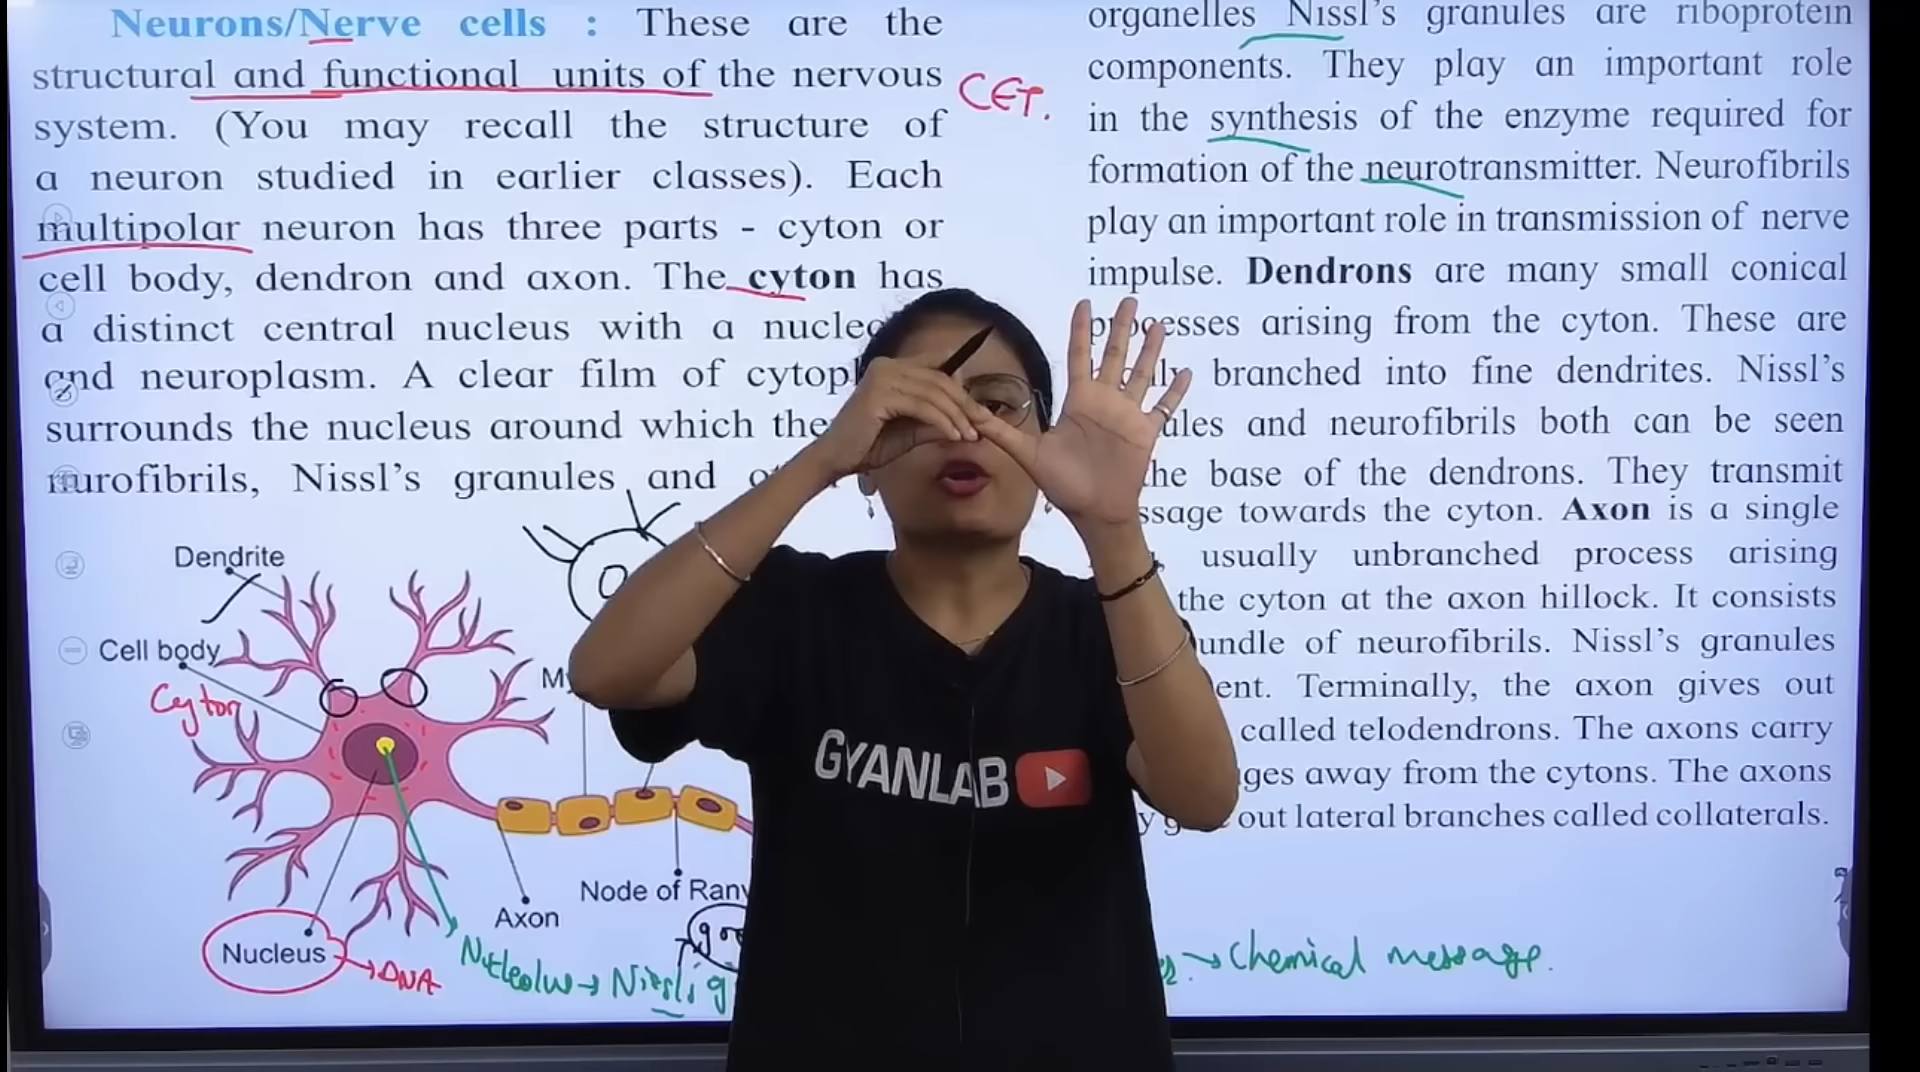 Neurons/Nerve cells : These are the
structural and functional units of the nervous
system. (You may recall the structure of
a neuron studied in earlier classes). Each
multipolar neuron has three parts - cyton or
cell body, dendron and axon. The cyton has
a distinct central nucleus with a
and neuroplasm. A clear film of
surrounds the nucleus around which
nurofibrils, Nissl's granules and
CET.
organelles Nissl's granules are riboprotein
components. They play an important role
in the synthesis of the enzyme required for
formation of the neurotransmitter. Neurofibrils
play an important role in transmission of nerve
impulse. Dendrons are many small conical
processes arising from the cyton. These are
branched into fine dendrites. Nissl's
and neurofibrils both can be seen
the base of the dendrons. They transmit
towards the cyton. Axon is a single
usually unbranched process arising
the cyton at the axon hillock. It consists
of neurofibrils. Nissl's granules
Terminally, the axon gives out
called telodendrons. The axons carry
away from the cytons. The axons
out lateral branches called collaterals.
Dendrite
Cell body
Cyton
Node of
Axon
Nucleus
DNA
Nucleolus → Nissl's
→ Chemical message.
GYANLAB